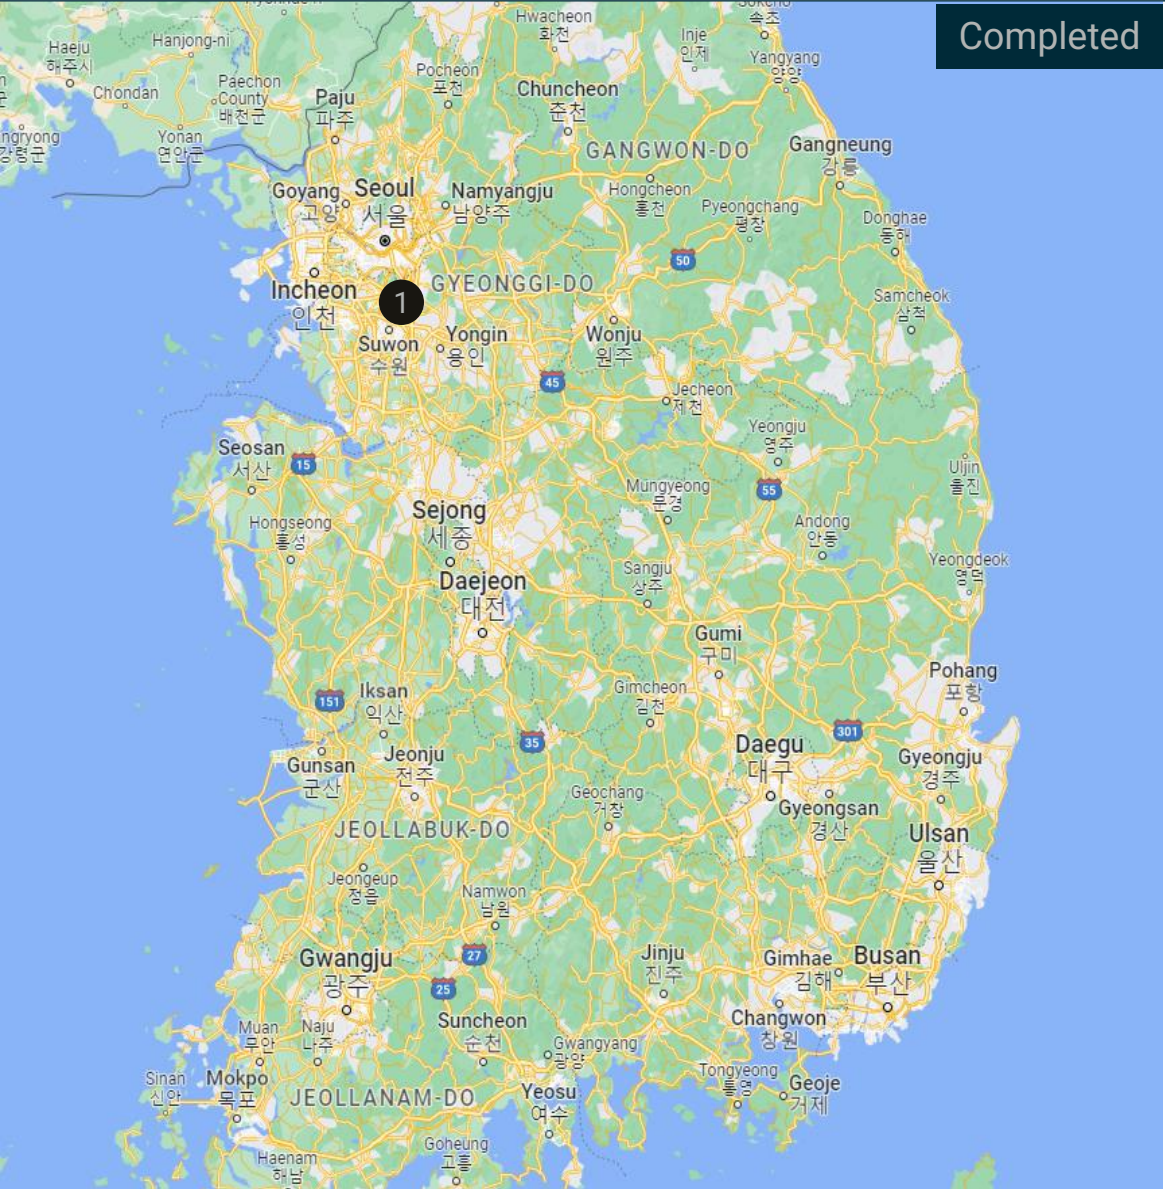 Completed
Hwacheon
화천
속초
Inje
인제
Yangyang
양양
Haeju
해주시
Hanjong-ni
Chondan
Paechon
County
배천군
Yonan
연안군
강령군
Paju
파주
Pocheon
포천
Chuncheon
춘천
GANGWON-DO
Gangneung
강릉
Goyang
고양
Seoul
서울
Namyangju
남양주
Hongcheon
홍천
Pyeongchang
평창
Donghae
동해
50
Incheon
인천
1
GYEONGGI-DO
Samcheok
삼척
Suwon
수원
Yongin
용인
Wonju
원주
45
Jecheon
제천
Seosan
서산
15
Yeongju
영주
Uljin
울진
Mungyeong
문경
55
Hongseong
홍성
Sejong
세종
Andong
안동
Daejeon
대전
Sangju
상주
Yeongdeok
영덕
Gumi
구미
Pohang
포항
Gimcheon
김천
151
Iksan
익산
35
301
Gunsan
군산
Jeonju
전주
Daegu
대구
Gyeongju
경주
Geochang
거창
Gyeongsan
경산
JEOLLABUK-DO
Ulsan
울산
Jeongeup
정읍
Namwon
남원
Gwangju
광주
27
25
Jinju
진주
Gimhae
김해
Busan
부산
Changwon
창원
Muan
무안
Naju
나주
Suncheon
순천
Gwangyang
광양
Sinan
신안
Mokpo
목포
JEOLLANAM-DO
Yeosu
여수
Tongyeong
통영
Geoje
거제
Goheung
고흥
Haenam
해남